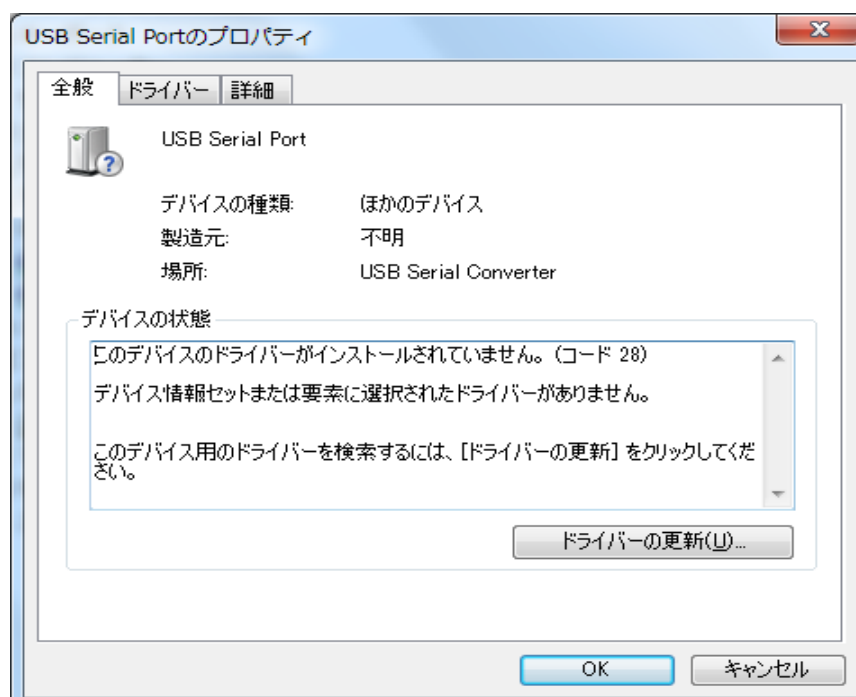 USB Serial Portのプロパティ
全般 ドライバー 詳細
USB Serial Port
デバイスの種類: ほかのデバイス
製造元: 不明
場所: USB Serial Converter
デバイスの状態
このデバイスのドライバーがインストールされていません。(コード 28)
デバイス情報セットまたは要素に選択されたドライバーがありません。
このデバイス用のドライバーを検索するには、[ドライバーの更新] をクリックしてくだ
さい。
ドライバーの更新(U)...
OK キャンセル